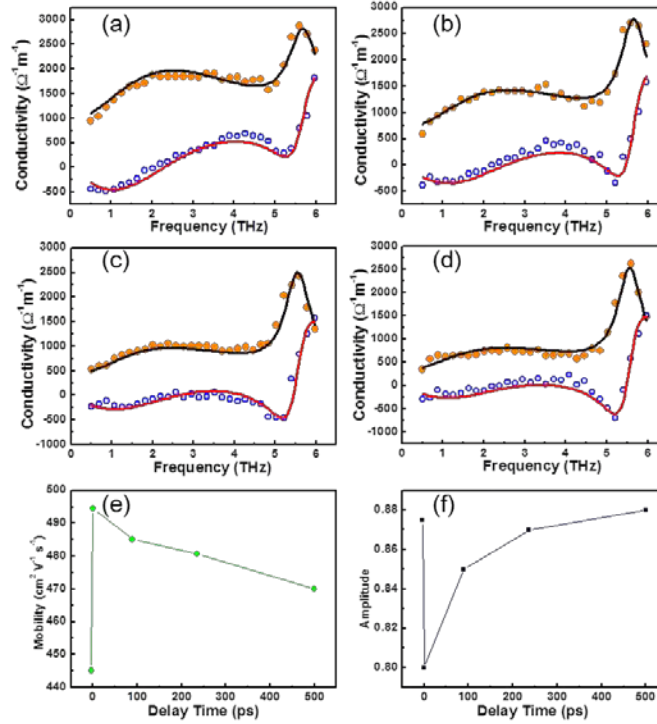 (a)
Conductivity (Ω⁻¹m⁻¹)
3000
2500
2000
1500
1000
500
0
-500
0 1 2 3 4 5 6
Frequency (THz)
(b)
Conductivity (Ω⁻¹m⁻¹)
3000
2500
2000
1500
1000
500
0
-500
0 1 2 3 4 5 6
Frequency (THz)
(c)
Conductivity (Ω⁻¹m⁻¹)
3000
2500
2000
1500
1000
500
0
-500
-1000
0 1 2 3 4 5 6
Frequency (THz)
(d)
Conductivity (Ω⁻¹m⁻¹)
3000
2500
2000
1500
1000
500
0
-500
-1000
0 1 2 3 4 5 6
Frequency (THz)
(e)
Mobility (cm² V⁻¹ s⁻¹)
500
490
480
470
460
450
440
0 100 200 300 400 500
Delay Time (ps)
(f)
Amplitude
0.88
0.86
0.84
0.82
0.80
0 100 200 300 400 500
Delay Time (ps)